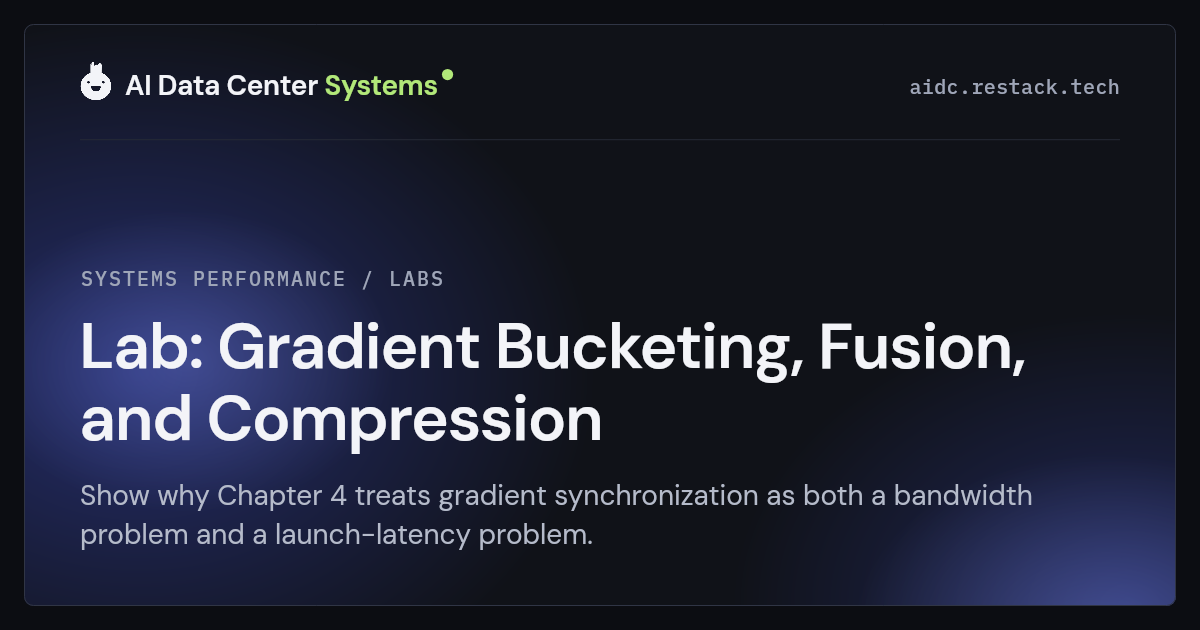 AI Data Center Systems
aidc.restack.tech
SYSTEMS PERFORMANCE / LABS
Lab: Gradient Bucketing, Fusion,
and Compression
Show why Chapter 4 treats gradient synchronization as both a bandwidth
problem and a launch-latency problem.